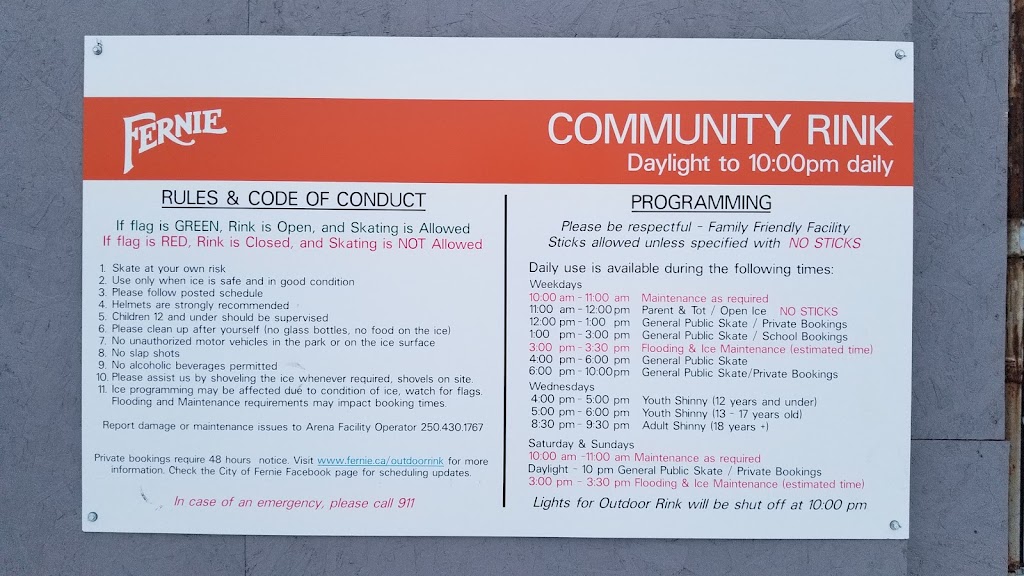 FERNIE
COMMUNITY RINK
Daylight to 10:00pm daily
RULES & CODE OF CONDUCT
If flag is GREEN, Rink is Open, and Skating is Allowed
If flag is RED, Rink is Closed, and Skating is NOT Allowed
1. Skate at your own risk
2. Use only when ice is safe and in good condition
3. Please follow posted schedule
4. Helmets are strongly recommended
5. Children 12 and under should be supervised
6. Please clean up after yourself (no glass bottles, no food on the ice)
7. No unauthorized motor vehicles in the park or on the ice surface
8. No slap shots
9. No alcoholic beverages permitted
10. Please assist us by shoveling the ice whenever required, shovels on site.
11. Ice programming may be affected due to condition of ice, watch for flags.
Flooding and Maintenance requirements may impact booking times.
Report damage or maintenance issues to Arena Facility Operator 250.430.1767
Private bookings require 48 hours notice. Visit www.fernie.ca/outdoorrink for more
information. Check the City of Fernie Facebook page for scheduling updates.
In case of an emergency, please call 911
PROGRAMMING
Please be respectful - Family Friendly Facility
Sticks allowed unless specified with NO STICKS
Daily use is available during the following times:
Weekdays
10:00 am - 11:00 am Maintenance as required
11:00 am - 12:00 pm Parent & Tot / Open Ice NO STICKS
12:00 pm - 1:00 pm General Public Skate / Private Bookings
1:00 pm - 3:00 pm General Public Skate / School Bookings
3:00 pm - 3:30 pm Flooding & Ice Maintenance (estimated time)
4:00 pm - 6:00 pm General Public Skate
6:00 pm - 10:00pm General Public Skate/Private Bookings
Wednesdays
4:00 pm - 5:00 pm Youth Shinny (12 years and under)
5:00 pm - 6:00 pm Youth Shinny (13 - 17 years old)
8:30 pm - 9:30 pm Adult Shinny (18 years +)
Saturday & Sundays
10:00 am -11:00 am Maintenance as required
Daylight - 10 pm General Public Skate / Private Bookings
3:00 pm - 3:30 pm Flooding & Ice Maintenance (estimated time)
Lights for Outdoor Rink will be shut off at 10:00 pm